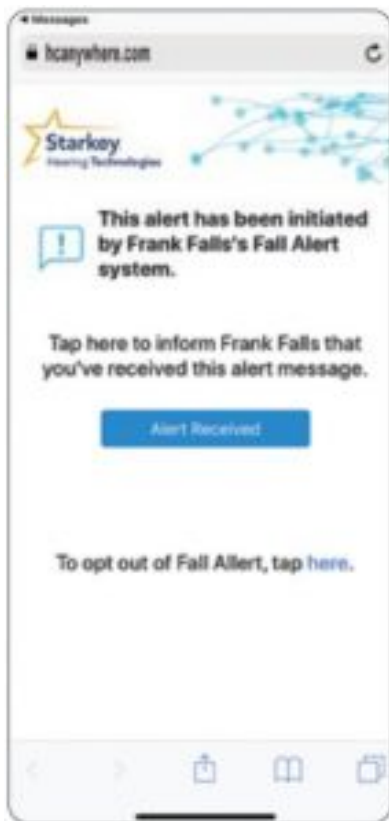 Messages
hcanywhere.com
Starkey
Hearing Technologies
This alert has been initiated
by Frank Falls's Fall Alert
system.
Tap here to inform Frank Falls that
you've received this alert message.
Alert Received
To opt out of Fall Allert, tap here.